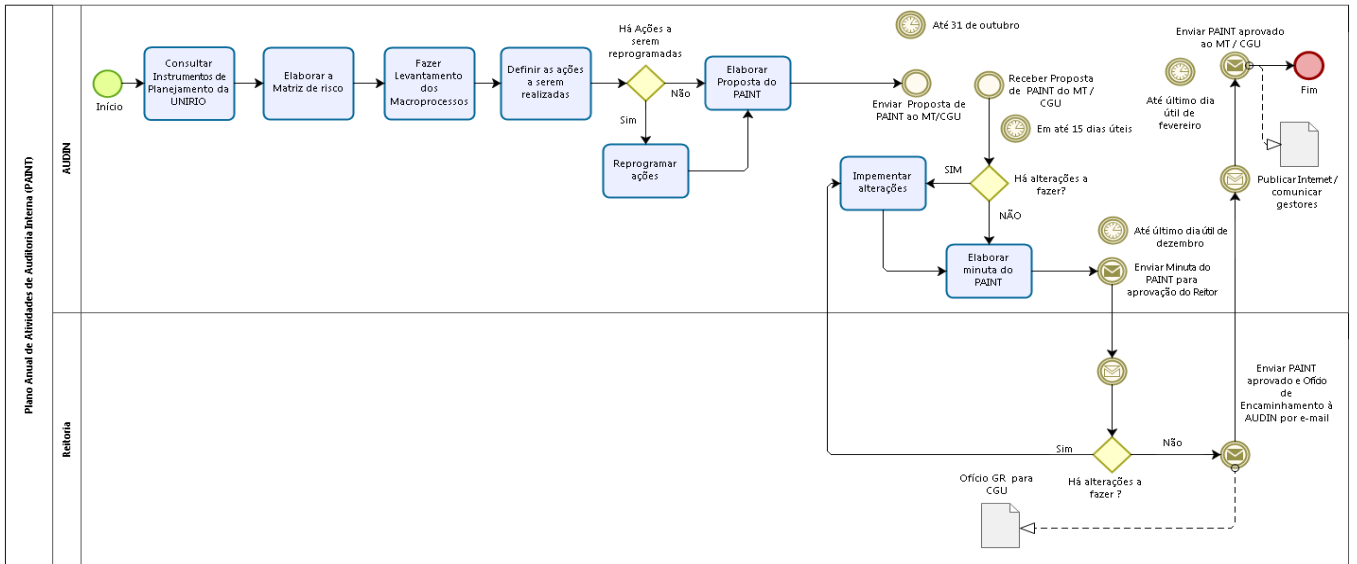 Plano Anual de Atividades de Auditoria Interna (PAINT)
AUDIN
Início
Consultar
Instrumentos de
Planejamento da
UNIRIO
Elaborar a
Matriz de risco
Fazer
Levantamento
dos
Macroprocessos
Definir as ações
a serem
realizadas
Há Ações a
serem
reprogramadas
Não
Sim
Reprogramar
ações
Elaborar
Proposta do
PAINT
Até 31 de outubro
Enviar Proposta de
PAINT ao MT/CGU
Receber Proposta
de PAINT do MT /
CGU
Em até 15 dias úteis
Há alterações a
fazer?
SIM
NÃO
Impementar
alterações
Elaborar
minuta do
PAINT
Até último dia útil de
dezembro
Enviar Minuta do
PAINT para
aprovação do Reitor
Enviar PAINT aprovado
ao MT / CGU
Até último dia
útil de
fevereiro
Fim
Publicar Internet /
comunicar
gestores
Reitoria
Sim
Não
Há alterações a
fazer ?
Enviar PAINT
aprovado e Ofício
de
Encaminhamento à
AUDIN por e-mail
Ofício GR para
CGU